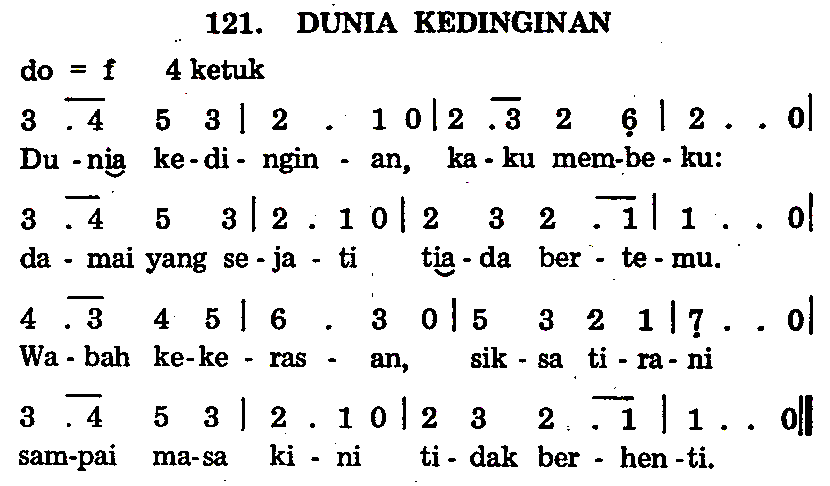 121. DUNIA KEDINGINAN
do = f 4 ketuk
3 .4 5 3 | 2 . 1 0 | 2 .3 2 6̣ | 2 . . 0|
Du - nia ke - di - ngin - an, ka - ku mem-be - ku:
3 .4 5 3 | 2 . 1 0 | 2 3 2 .1 | 1 . . 0|
da - mai yang se - ja - ti tia - da ber - te - mu.
4 .3 4 5 | 6 . 3 0 | 5 3 2 1 | 7̣ . . 0|
Wa - bah ke-ke - ras - an, sik - sa ti - ra - ni
3 .4 5 3 | 2 . 1 0 | 2 3 2 .1 | 1 . . 0||
sam-pai ma-sa ki - ni ti - dak ber - hen -ti.